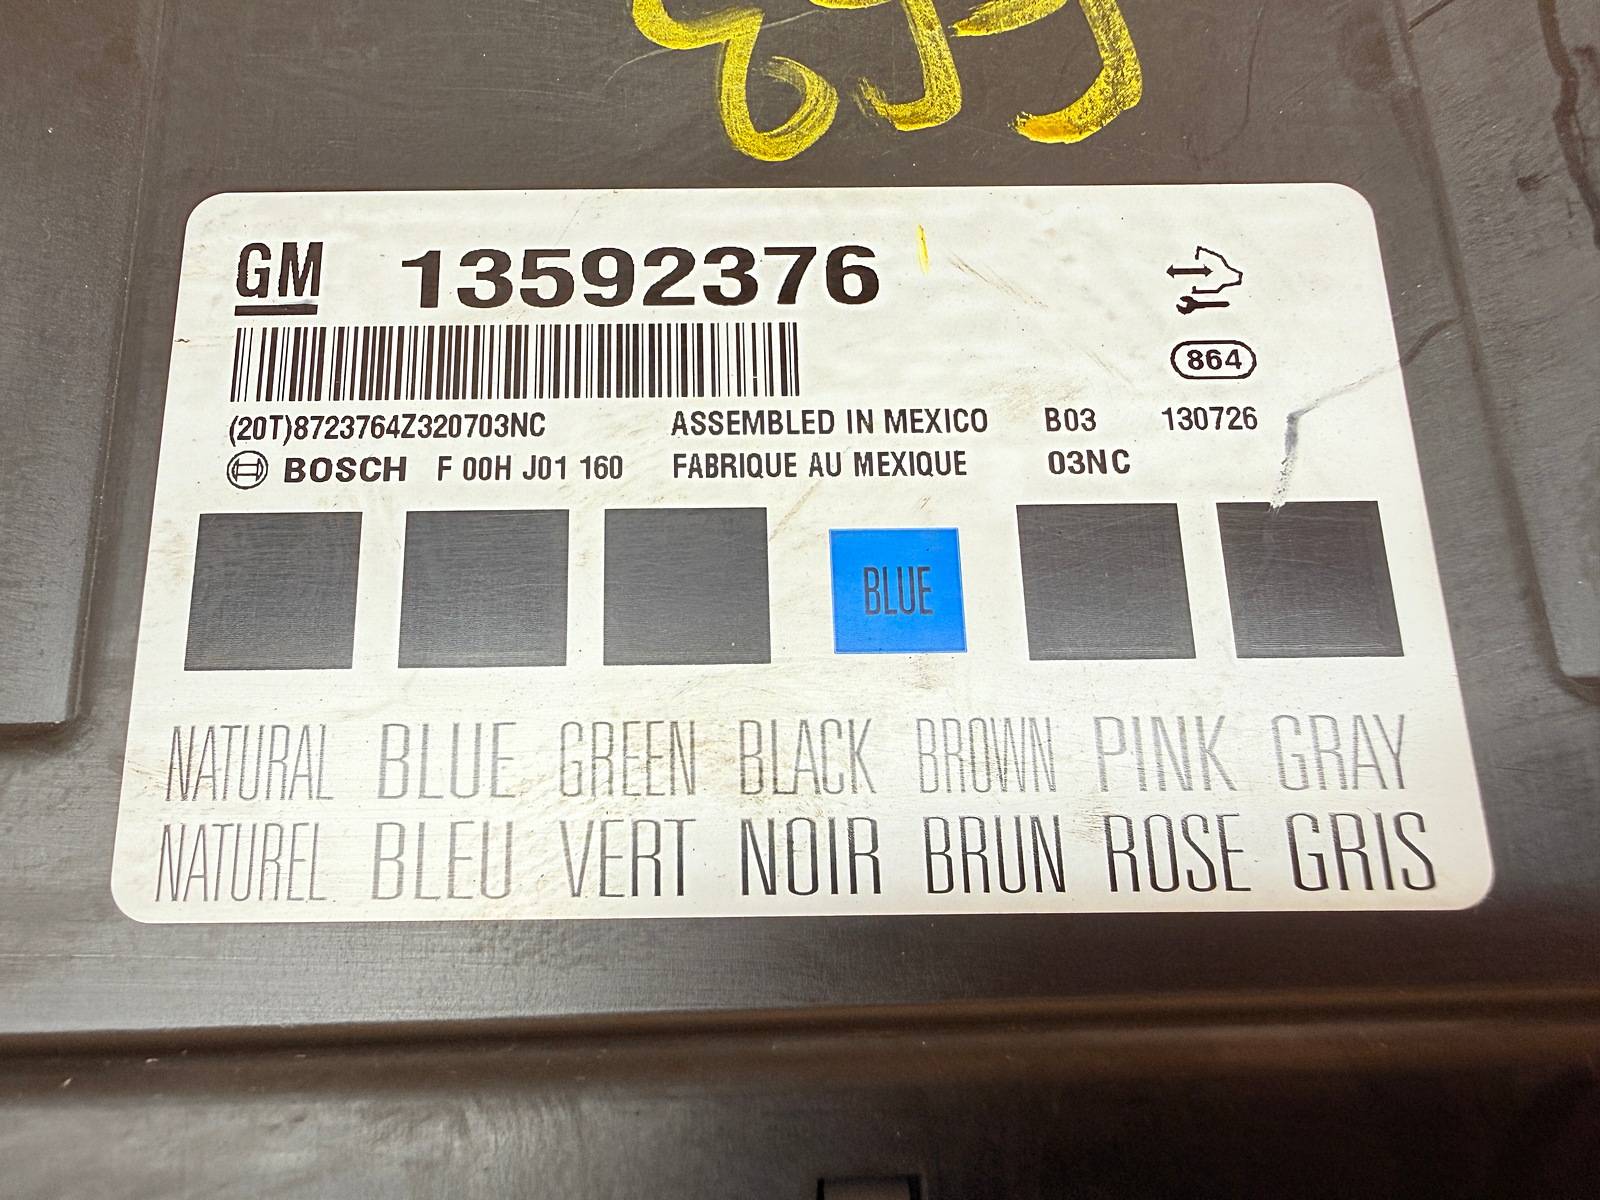 GM 13592376
864
(20T)8723764Z320703NC ASSEMBLED IN MEXICO B03 130726
BOSCH F 00H J01 160 FABRIQUE AU MEXIQUE 03NC
BLUE
NATURAL BLUE GREEN BLACK BROWN PINK GRAY
NATUREL BLEU VERT NOIR BRUN ROSE GRIS